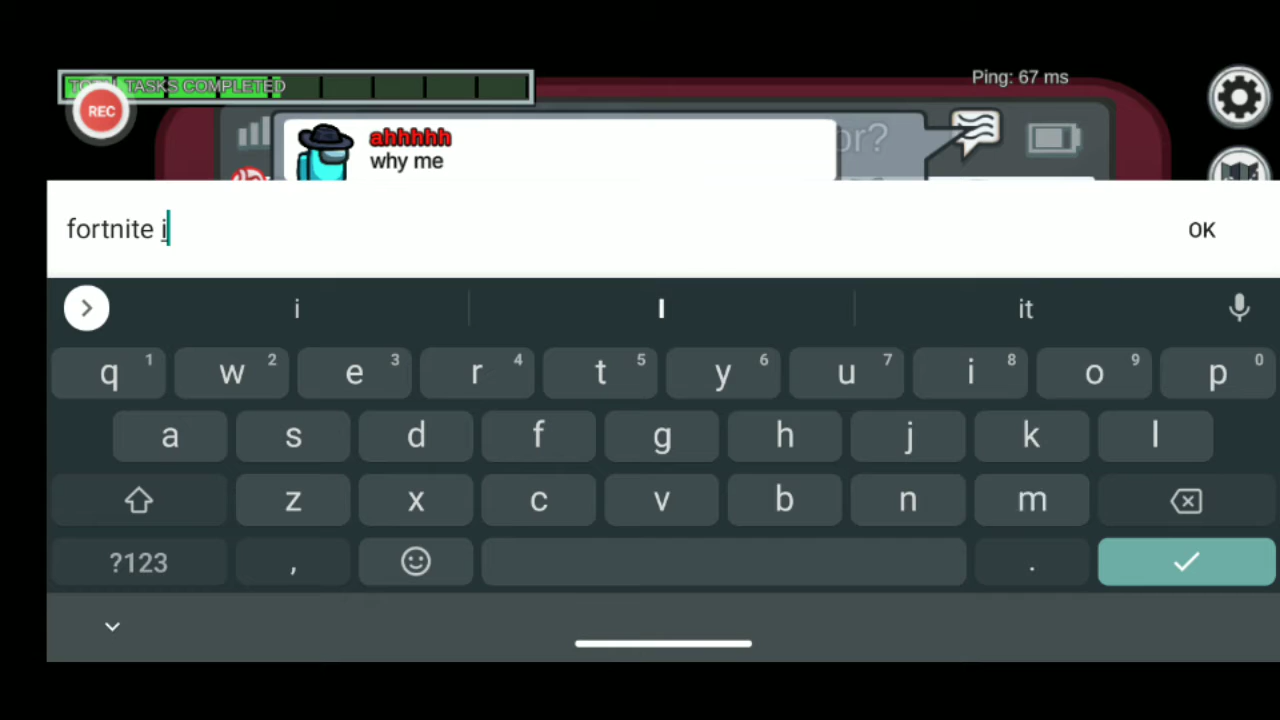 TOTAL TASKS COMPLETED
Ping: 67 ms
REC
or?
ahhhhh
why me
fortnite i
OK
i I it
q 1 w 2 e 3 r 4 t 5 y 6 u 7 i 8 o 9 p 0
a s d f g h j k l
z x c v b n m
?123 , .